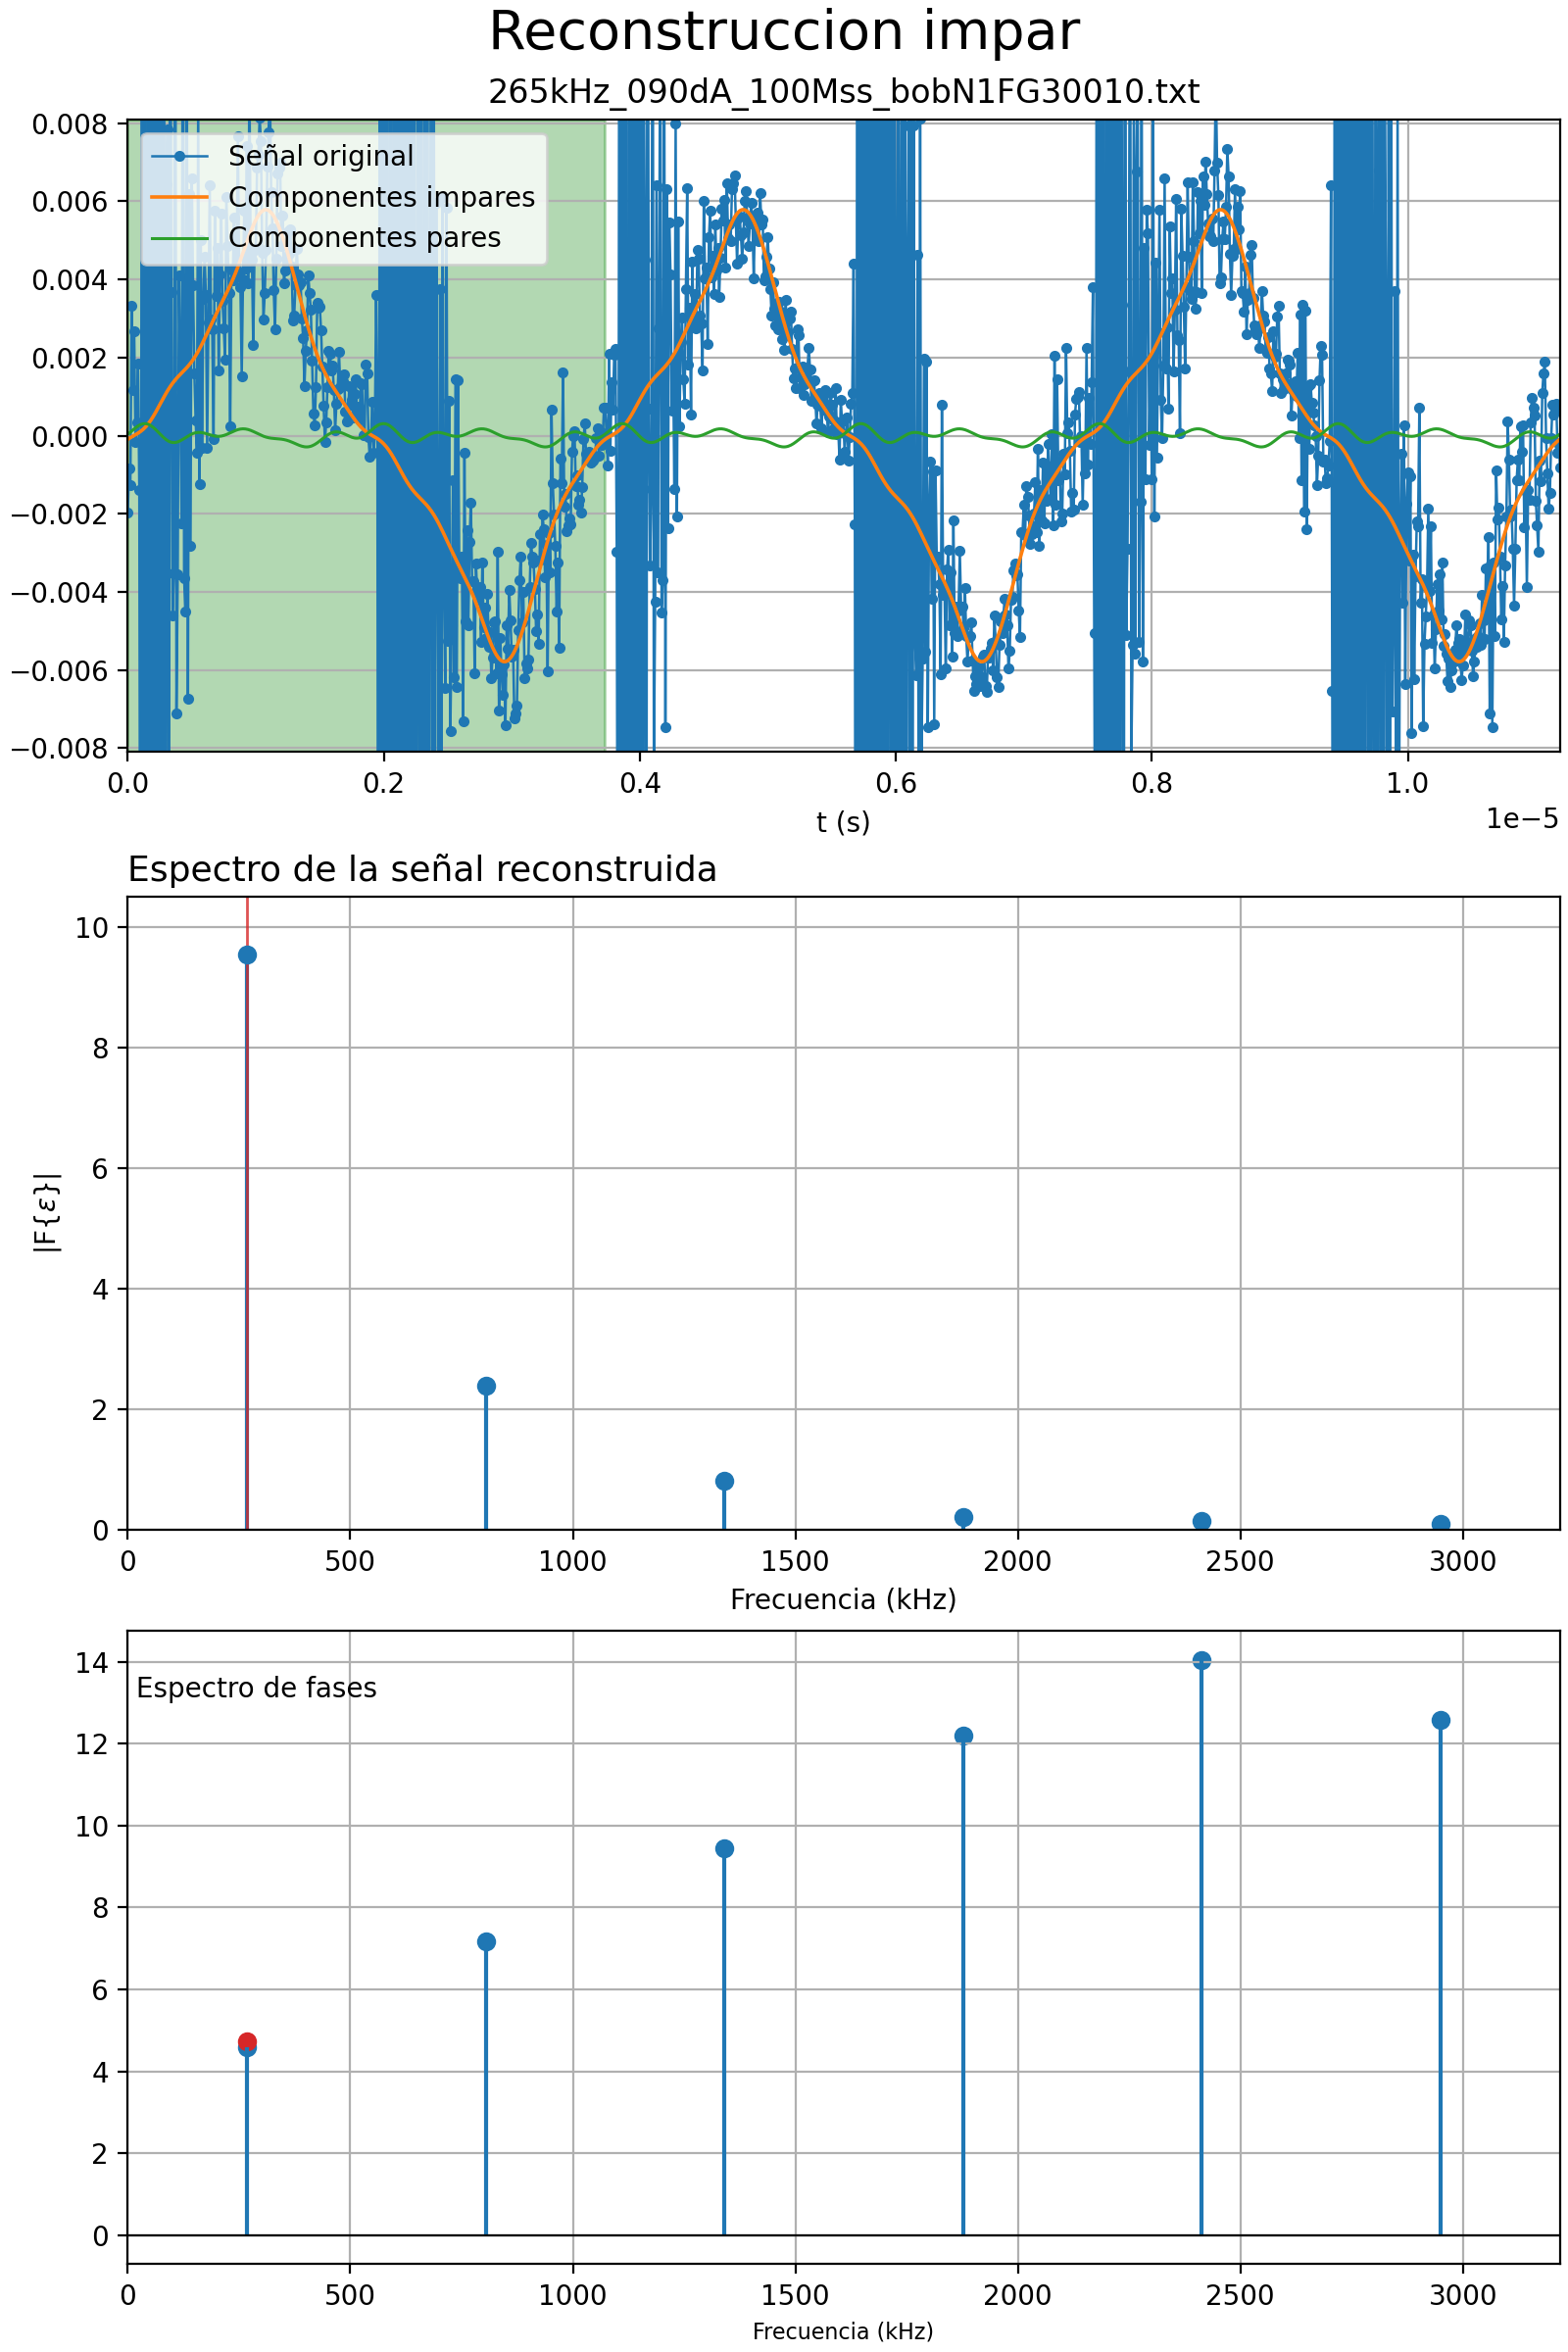 Reconstruccion impar
265kHz_090dA_100Mss_bobN1FG30010.txt
0.008
0.006
0.004
0.002
0.000
−0.002
−0.004
−0.006
−0.008
Señal original
Componentes impares
Componentes pares
0.0 0.2 0.4 0.6 0.8 1.0
1e−5
t (s)
Espectro de la señal reconstruida
10
8
6
4
2
0
|F{ε}|
0 500 1000 1500 2000 2500 3000
Frecuencia (kHz)
14
Espectro de fases
12
10
8
6
4
2
0
0 500 1000 1500 2000 2500 3000
Frecuencia (kHz)